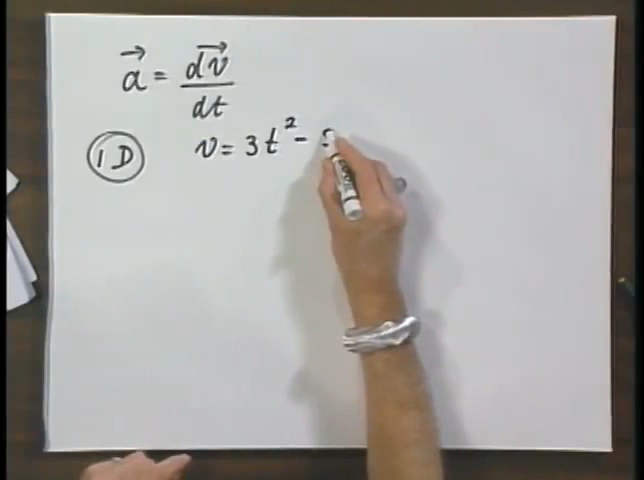 a⃗ = dv⃗/dt
1D v = 3t² -